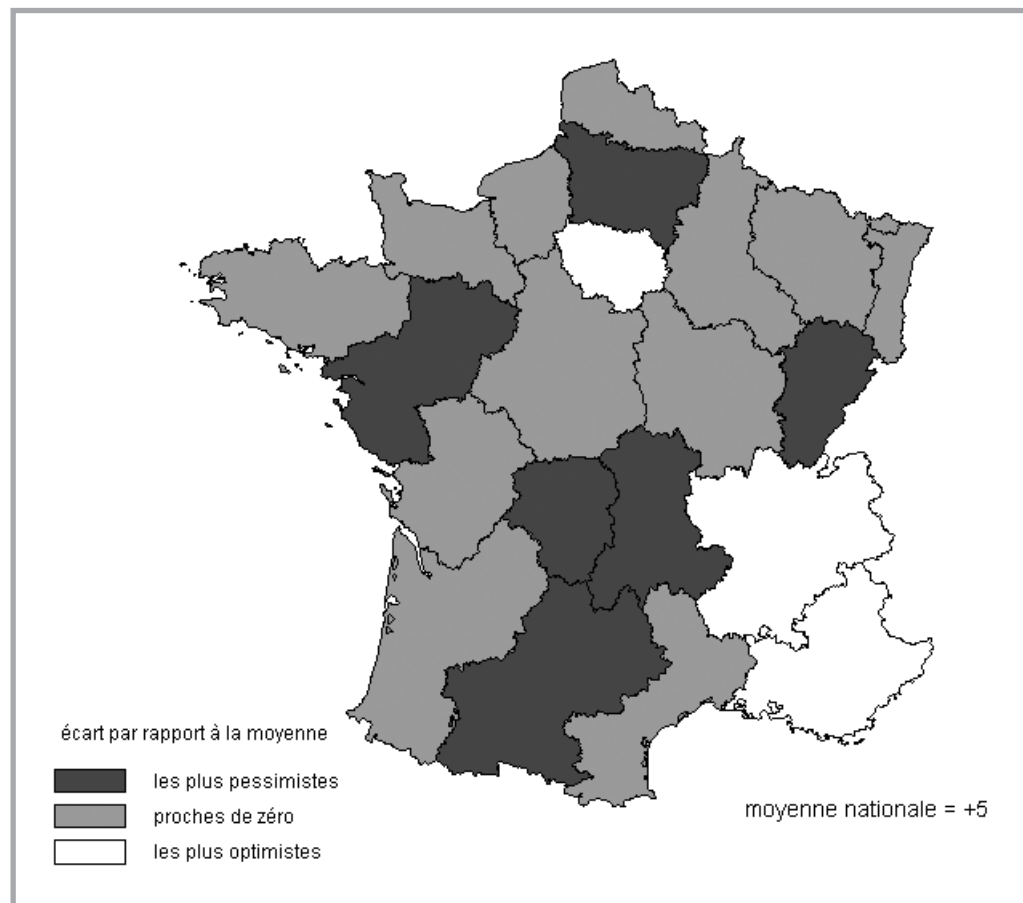 écart par rapport à la moyenne
les plus pessimistes
proches de zéro
les plus optimistes
moyenne nationale = +5